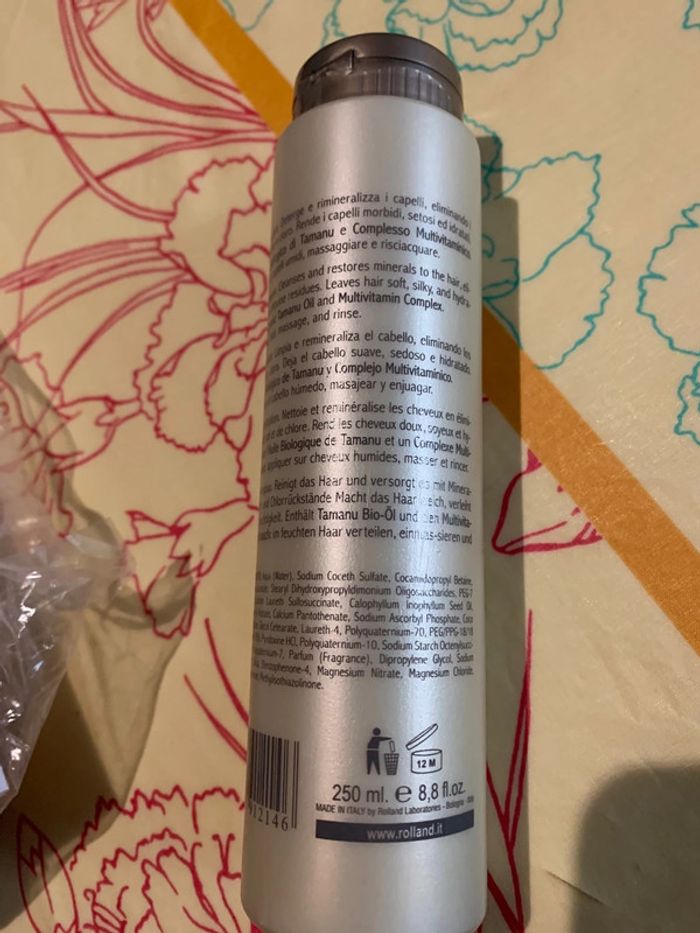 Deterge e rimineralizza i capelli, eliminando i
Rende i capelli morbidi, setosi ed idratati.
di Tamanu e Complesso Multivitaminico
umidi, massaggiare e risciacquare.
Cleanses and restores minerals to the hair, eli-
residues. Leaves hair soft, silky, and hydra-
Tamanu Oil and Multivitamin Complex.
massage, and rinse.
Limpia e remineraliza el cabello, eliminando los
Deja el cabello suave, sedoso e hidratado.
de Tamanu y Complejo Multivitamínico.
cabello húmedo, masajear y enjuagar.
Nettoie et reminéralise les cheveux en élimi-
et de chlore. Rend les cheveux doux, soyeux et hy-
Huile Biologique de Tamanu et un Complexe Multi-
appliquer sur cheveux humides, masser et rincer.
Reinigt das Haar und versorgt es mit Minera-
und Chlorrückstände Macht das Haar weich, verleiht
Enthält Tamanu Bio-Öl und den Multivita-
in feuchten Haar verteilen, einmas-sieren und
Aqua (Water), Sodium Coceth Sulfate, Cocamidopropyl Betaine,
Stearyl Dihydroxypropyldimonium Oligosaccharides, PEG-7
Laureth Sulfosuccinate, Calophyllum Inophyllum Seed Oil,
Calcium Pantothenate, Sodium Ascorbyl Phosphate, Coca
Laureth-4, Polyquaternium-70, PEG/PPG-18/18
Pyridoxine HCl, Polyquaternium-10, Sodium Starch Octenylsucc-
Parfum (Fragrance), Dipropylene Glycol, Sodium
Benzophenone-4, Magnesium Nitrate, Magnesium Chloride,
Methylisothiazolinone.
12 M
250 ml. e 8,8 fl.oz.
MADE IN ITALY by Rolland Laboratories - Bologna - Italia
912146
www.rolland.it